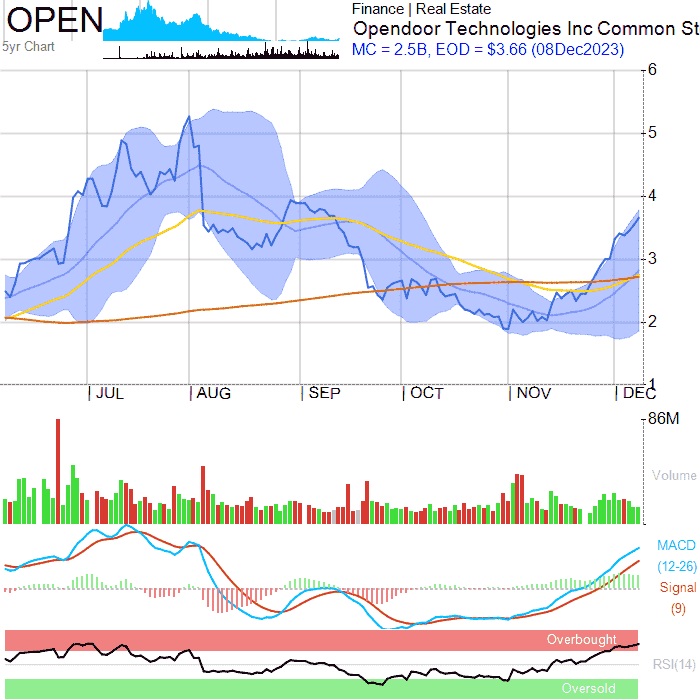 OPEN
5yr Chart
Finance | Real Estate
Opendoor Technologies Inc Common St
MC = 2.5B, EOD = $3.66 (08Dec2023)
6
5
4
3
2
1
JUL AUG SEP OCT NOV DEC
86M
Volume
MACD
(12-26)
Signal
(9)
Overbought
RSI(14)
Oversold